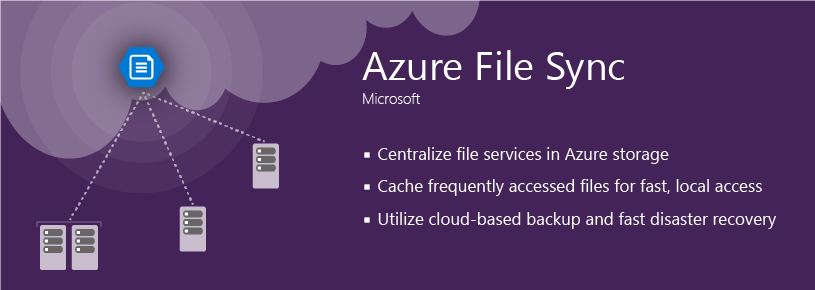 Azure File Sync
Microsoft
▪ Centralize file services in Azure storage
▪ Cache frequently accessed files for fast, local access
▪ Utilize cloud-based backup and fast disaster recovery